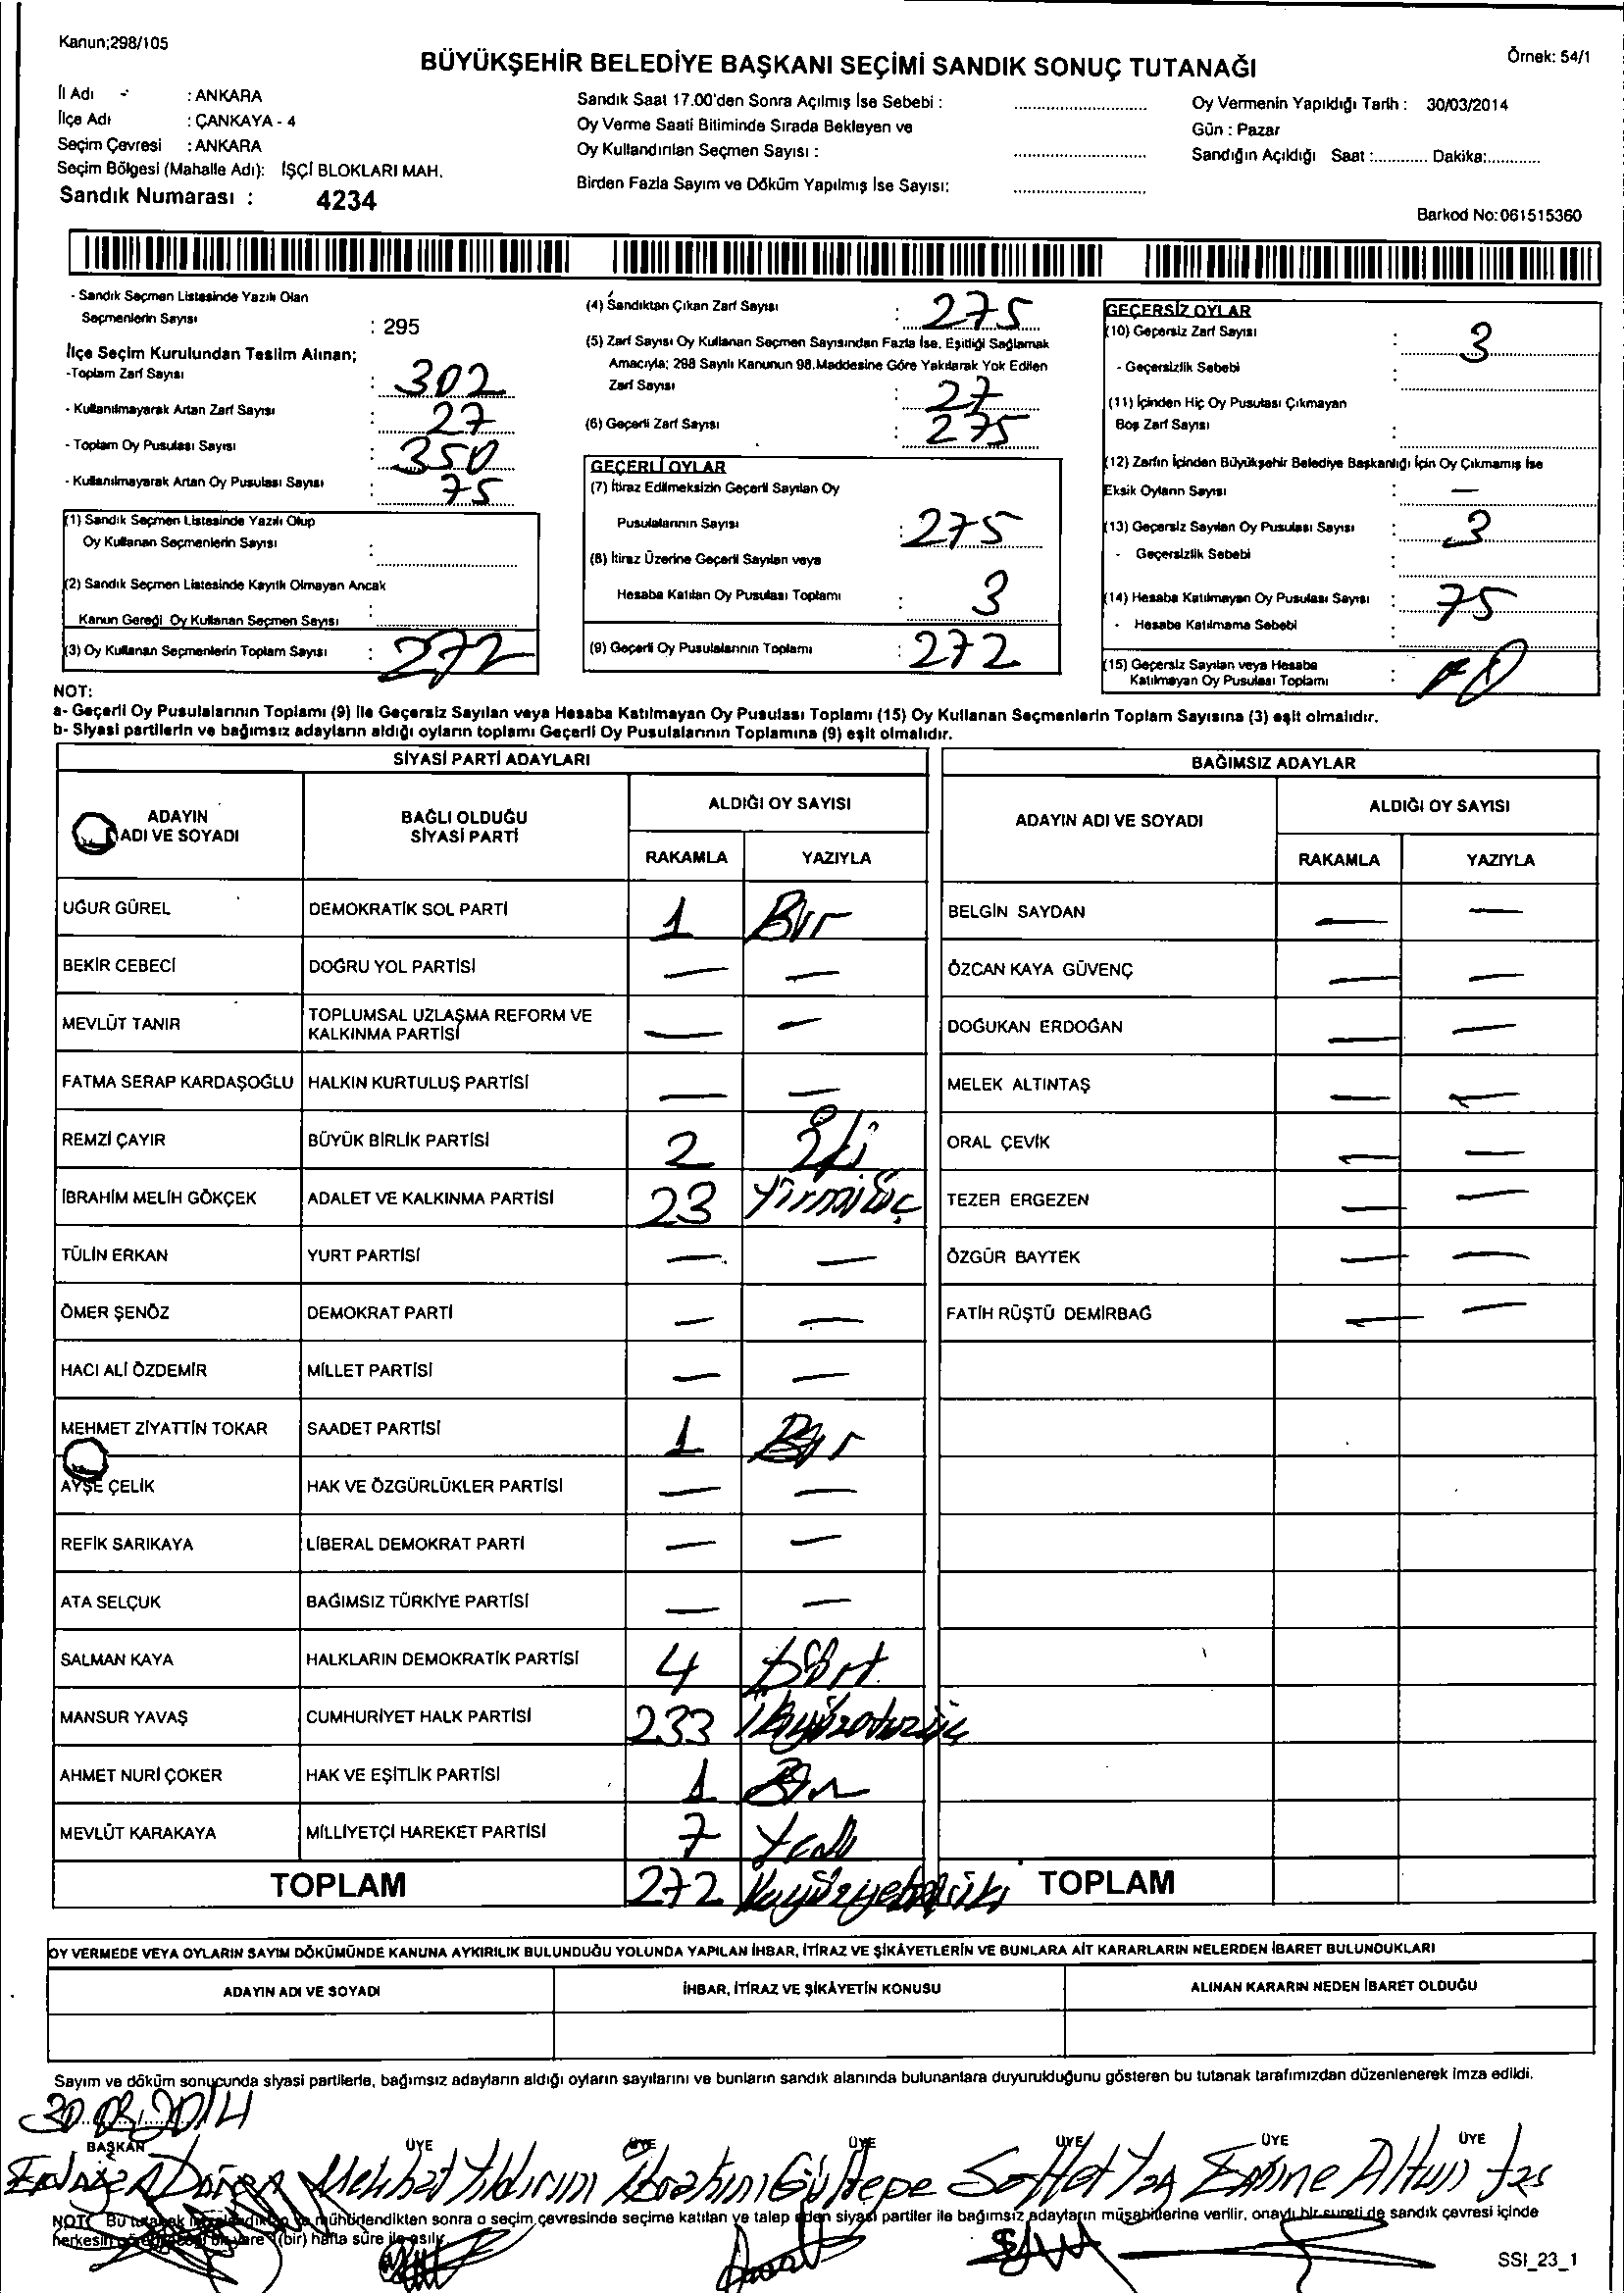 Kanun;298/105
Örnek: 54/1
BÜYÜKŞEHİR BELEDİYE BAŞKANI SEÇİMİ SANDIK SONUÇ TUTANAĞI
İl Adı : ANKARA
İlçe Adı : ÇANKAYA - 4
Seçim Çevresi : ANKARA
Seçim Bölgesi (Mahalle Adı): İŞÇİ BLOKLARI MAH.
Sandık Numarası : 4234
Sandık Saat 17.00'den Sonra Açılmış İse Sebebi :
Oy Verme Saati Bitiminde Sırada Bekleyen ve
Oy Kullandırılan Seçmen Sayısı :
Birden Fazla Sayım ve Döküm Yapılmış İse Sayısı:
Oy Vermenin Yapıldığı Tarih : 30/03/2014
Gün : Pazar
Sandığın Açıldığı Saat :............ Dakika:............
Barkod No:061515360
- Sandık Seçmen Listesinde Yazılı Olan
Seçmenlerin Sayısı : 295
İlçe Seçim Kurulundan Teslim Alınan;
-Toplam Zarf Sayısı : 302
- Kullanılmayarak Artan Zarf Sayısı : 27
- Toplam Oy Pusulası Sayısı : 350
- Kullanılmayarak Artan Oy Pusulası Sayısı : 75
(1) Sandık Seçmen Listesinde Yazılı Olup
Oy Kullanan Seçmenlerin Sayısı :
(2) Sandık Seçmen Listesinde Kayıtlı Olmayan Ancak
Kanun Gereği Oy Kullanan Seçmen Sayısı :
(3) Oy Kullanan Seçmenlerin Toplam Sayısı : 272
(4) Sandıktan Çıkan Zarf Sayısı : 275
(5) Zarf Sayısı Oy Kullanan Seçmen Sayısından Fazla İse, Eşitliği Sağlamak
Amacıyla; 298 Sayılı Kanunun 98.Maddesine Göre Yakılarak Yok Edilen
Zarf Sayısı : 27
(6) Geçerli Zarf Sayısı : 275
GEÇERLİ OYLAR
(7) İtiraz Edilmeksizin Geçerli Sayılan Oy
Pusulalarının Sayısı : 275
(8) İtiraz Üzerine Geçerli Sayılan veya
Hesaba Katılan Oy Pusulası Toplamı : 3
(9) Geçerli Oy Pusulalarının Toplamı : 272
GEÇERSİZ OYLAR
(10) Geçersiz Zarf Sayısı : 3
- Geçersizlik Sebebi :
(11) İçinden Hiç Oy Pusulası Çıkmayan
Boş Zarf Sayısı :
(12) Zarfın İçinden Büyükşehir Belediye Başkanlığı İçin Oy Çıkmamış İse
Eksik Oyların Sayısı : —
(13) Geçersiz Sayılan Oy Pusulası Sayısı : 3
- Geçersizlik Sebebi :
(14) Hesaba Katılmayan Oy Pusulası Sayısı : 75
- Hesaba Katılmama Sebebi :
(15) Geçersiz Sayılan veya Hesaba
Katılmayan Oy Pusulası Toplamı :
NOT:
a- Geçerli Oy Pusulalarının Toplamı (9) ile Geçersiz Sayılan veya Hesaba Katılmayan Oy Pusulası Toplamı (15) Oy Kullanan Seçmenlerin Toplam Sayısına (3) eşit olmalıdır.
b- Siyasi partilerin ve bağımsız adayların aldığı oyların toplamı Geçerli Oy Pusulalarının Toplamına (9) eşit olmalıdır.
SİYASİ PARTİ ADAYLARI
ADAYIN ADI VE SOYADI BAĞLI OLDUĞU SİYASİ PARTİ ALDIĞI OY SAYISI
RAKAMLA YAZIYLA
UĞUR GÜREL DEMOKRATİK SOL PARTİ 1 Bir
BEKİR CEBECİ DOĞRU YOL PARTİSİ — —
MEVLÜT TANIR TOPLUMSAL UZLAŞMA REFORM VE KALKINMA PARTİSİ — —
FATMA SERAP KARDAŞOĞLU HALKIN KURTULUŞ PARTİSİ — —
REMZİ ÇAYIR BÜYÜK BİRLİK PARTİSİ 2 İki
İBRAHİM MELİH GÖKÇEK ADALET VE KALKINMA PARTİSİ 23 Yirmiüç
TÜLİN ERKAN YURT PARTİSİ — —
ÖMER ŞENÖZ DEMOKRAT PARTİ — —
HACI ALİ ÖZDEMİR MİLLET PARTİSİ — —
MEHMET ZİYATTİN TOKAR SAADET PARTİSİ 1 Bir
AYŞE ÇELİK HAK VE ÖZGÜRLÜKLER PARTİSİ — —
REFİK SARIKAYA LİBERAL DEMOKRAT PARTİ — —
ATA SELÇUK BAĞIMSIZ TÜRKİYE PARTİSİ — —
SALMAN KAYA HALKLARIN DEMOKRATİK PARTİSİ 4 Dört
MANSUR YAVAŞ CUMHURİYET HALK PARTİSİ 233 ikiyüzotuzüç
AHMET NURİ ÇOKER HAK VE EŞİTLİK PARTİSİ 1 Bir
MEVLÜT KARAKAYA MİLLİYETÇİ HAREKET PARTİSİ 7 Yedi
TOPLAM 272 ikiyüzyetmişiki
BAĞIMSIZ ADAYLAR
ADAYIN ADI VE SOYADI ALDIĞI OY SAYISI
RAKAMLA YAZIYLA
BELGİN SAYDAN — —
ÖZCAN KAYA GÜVENÇ — —
DOĞUKAN ERDOĞAN — —
MELEK ALTINTAŞ — —
ORAL ÇEVİK — —
TEZER ERGEZEN — —
ÖZGÜR BAYTEK — —
FATİH RÜŞTÜ DEMİRBAĞ — —
TOPLAM
OY VERMEDE VEYA OYLARIN SAYIM DÖKÜMÜNDE KANUNA AYKIRILIK BULUNDUĞU YOLUNDA YAPILAN İHBAR, İTİRAZ VE ŞİKÂYETLERİN VE BUNLARA AİT KARARLARIN NELERDEN İBARET BULUNDUKLARI
ADAYIN ADI VE SOYADI İHBAR, İTİRAZ VE ŞİKÂYETİN KONUSU ALINAN KARARIN NEDEN İBARET OLDUĞU
Sayım ve döküm sonucunda siyasi partilerle, bağımsız adayların aldığı oyların sayılarını ve bunların sandık alanında bulunanlara duyurulduğunu gösteren bu tutanak tarafımızdan düzenlenerek imza edildi.
30.03.2014
BAŞKAN ÜYE ÜYE ÜYE ÜYE ÜYE ÜYE
Yıldırım İbrahim Gültepe Emine Altun
NOT: Bu tutanak mühürlendikten sonra o seçim çevresinde seçime katılan ve talep eden siyasi partiler ile bağımsız adayların müşahitlerine verilir, onaylı bir sureti de sandık çevresi içinde
herkesin bir yere 1(bir) hafta süre ile asılır.
SSI_23_1